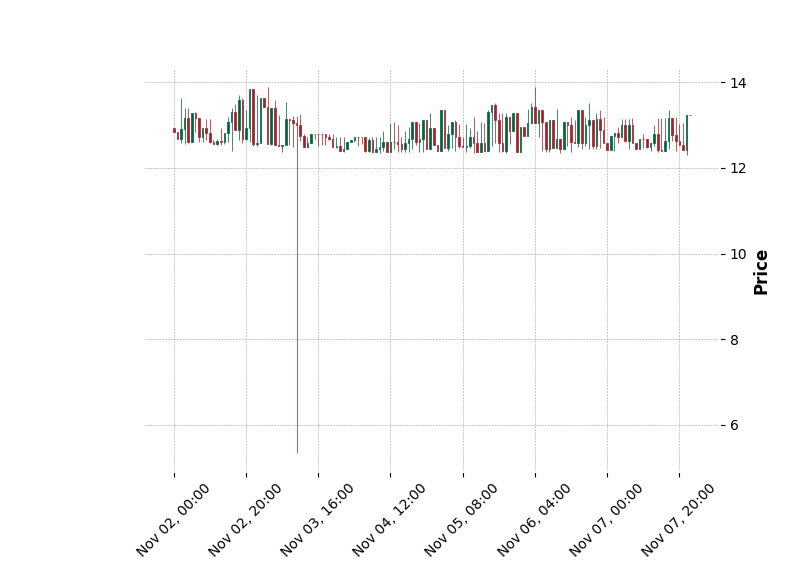 14
12
10
8
6
Price
Nov 02, 00:00
Nov 02, 20:00
Nov 03, 16:00
Nov 04, 12:00
Nov 05, 08:00
Nov 06, 04:00
Nov 07, 00:00
Nov 07, 20:00